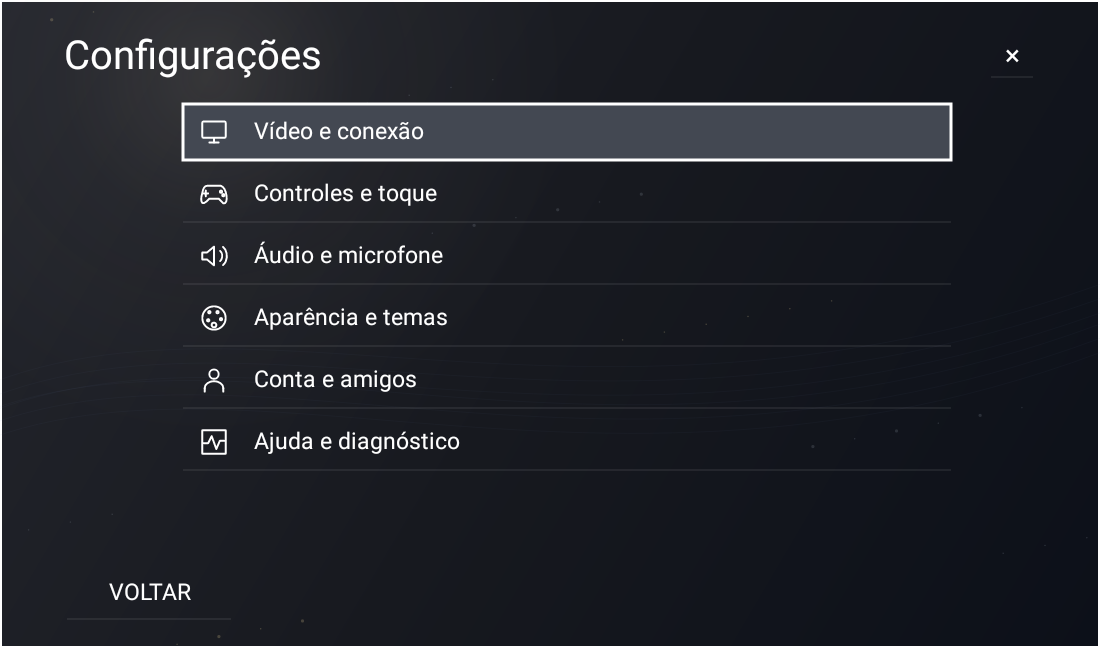 Configurações
×
Vídeo e conexão
Controles e toque
Áudio e microfone
Aparência e temas
Conta e amigos
Ajuda e diagnóstico
VOLTAR